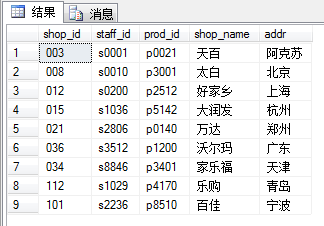 结果 消息
shop_id staff_id prod_id shop_name addr
1 003 s0001 p0021 天百 阿克苏
2 008 s0010 p3001 太白 北京
3 012 s0200 p2512 好家乡 上海
4 015 s1036 p5142 大润发 杭州
5 021 s2806 p0140 万达 郑州
6 036 s3512 p1200 沃尔玛 广东
7 034 s8846 p3401 家乐福 天津
8 112 s1029 p4170 乐购 青岛
9 101 s2236 p8510 百佳 宁波